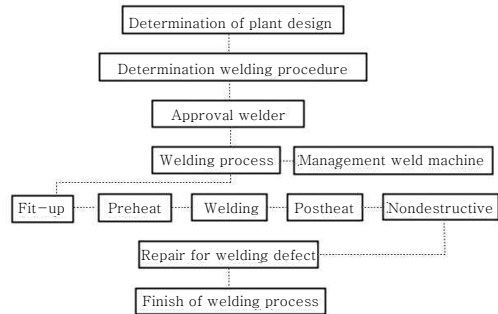 Determination of plant design
Determination welding procedure
Approval welder
Welding process
Management weld machine
Fit-up
Preheat
Welding
Postheat
Nondestructive
Repair for welding defect
Finish of welding process